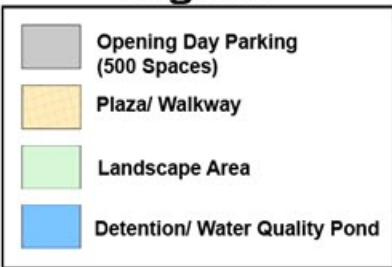 Opening Day Parking
(500 Spaces)
Plaza/ Walkway
Landscape Area
Detention/ Water Quality Pond